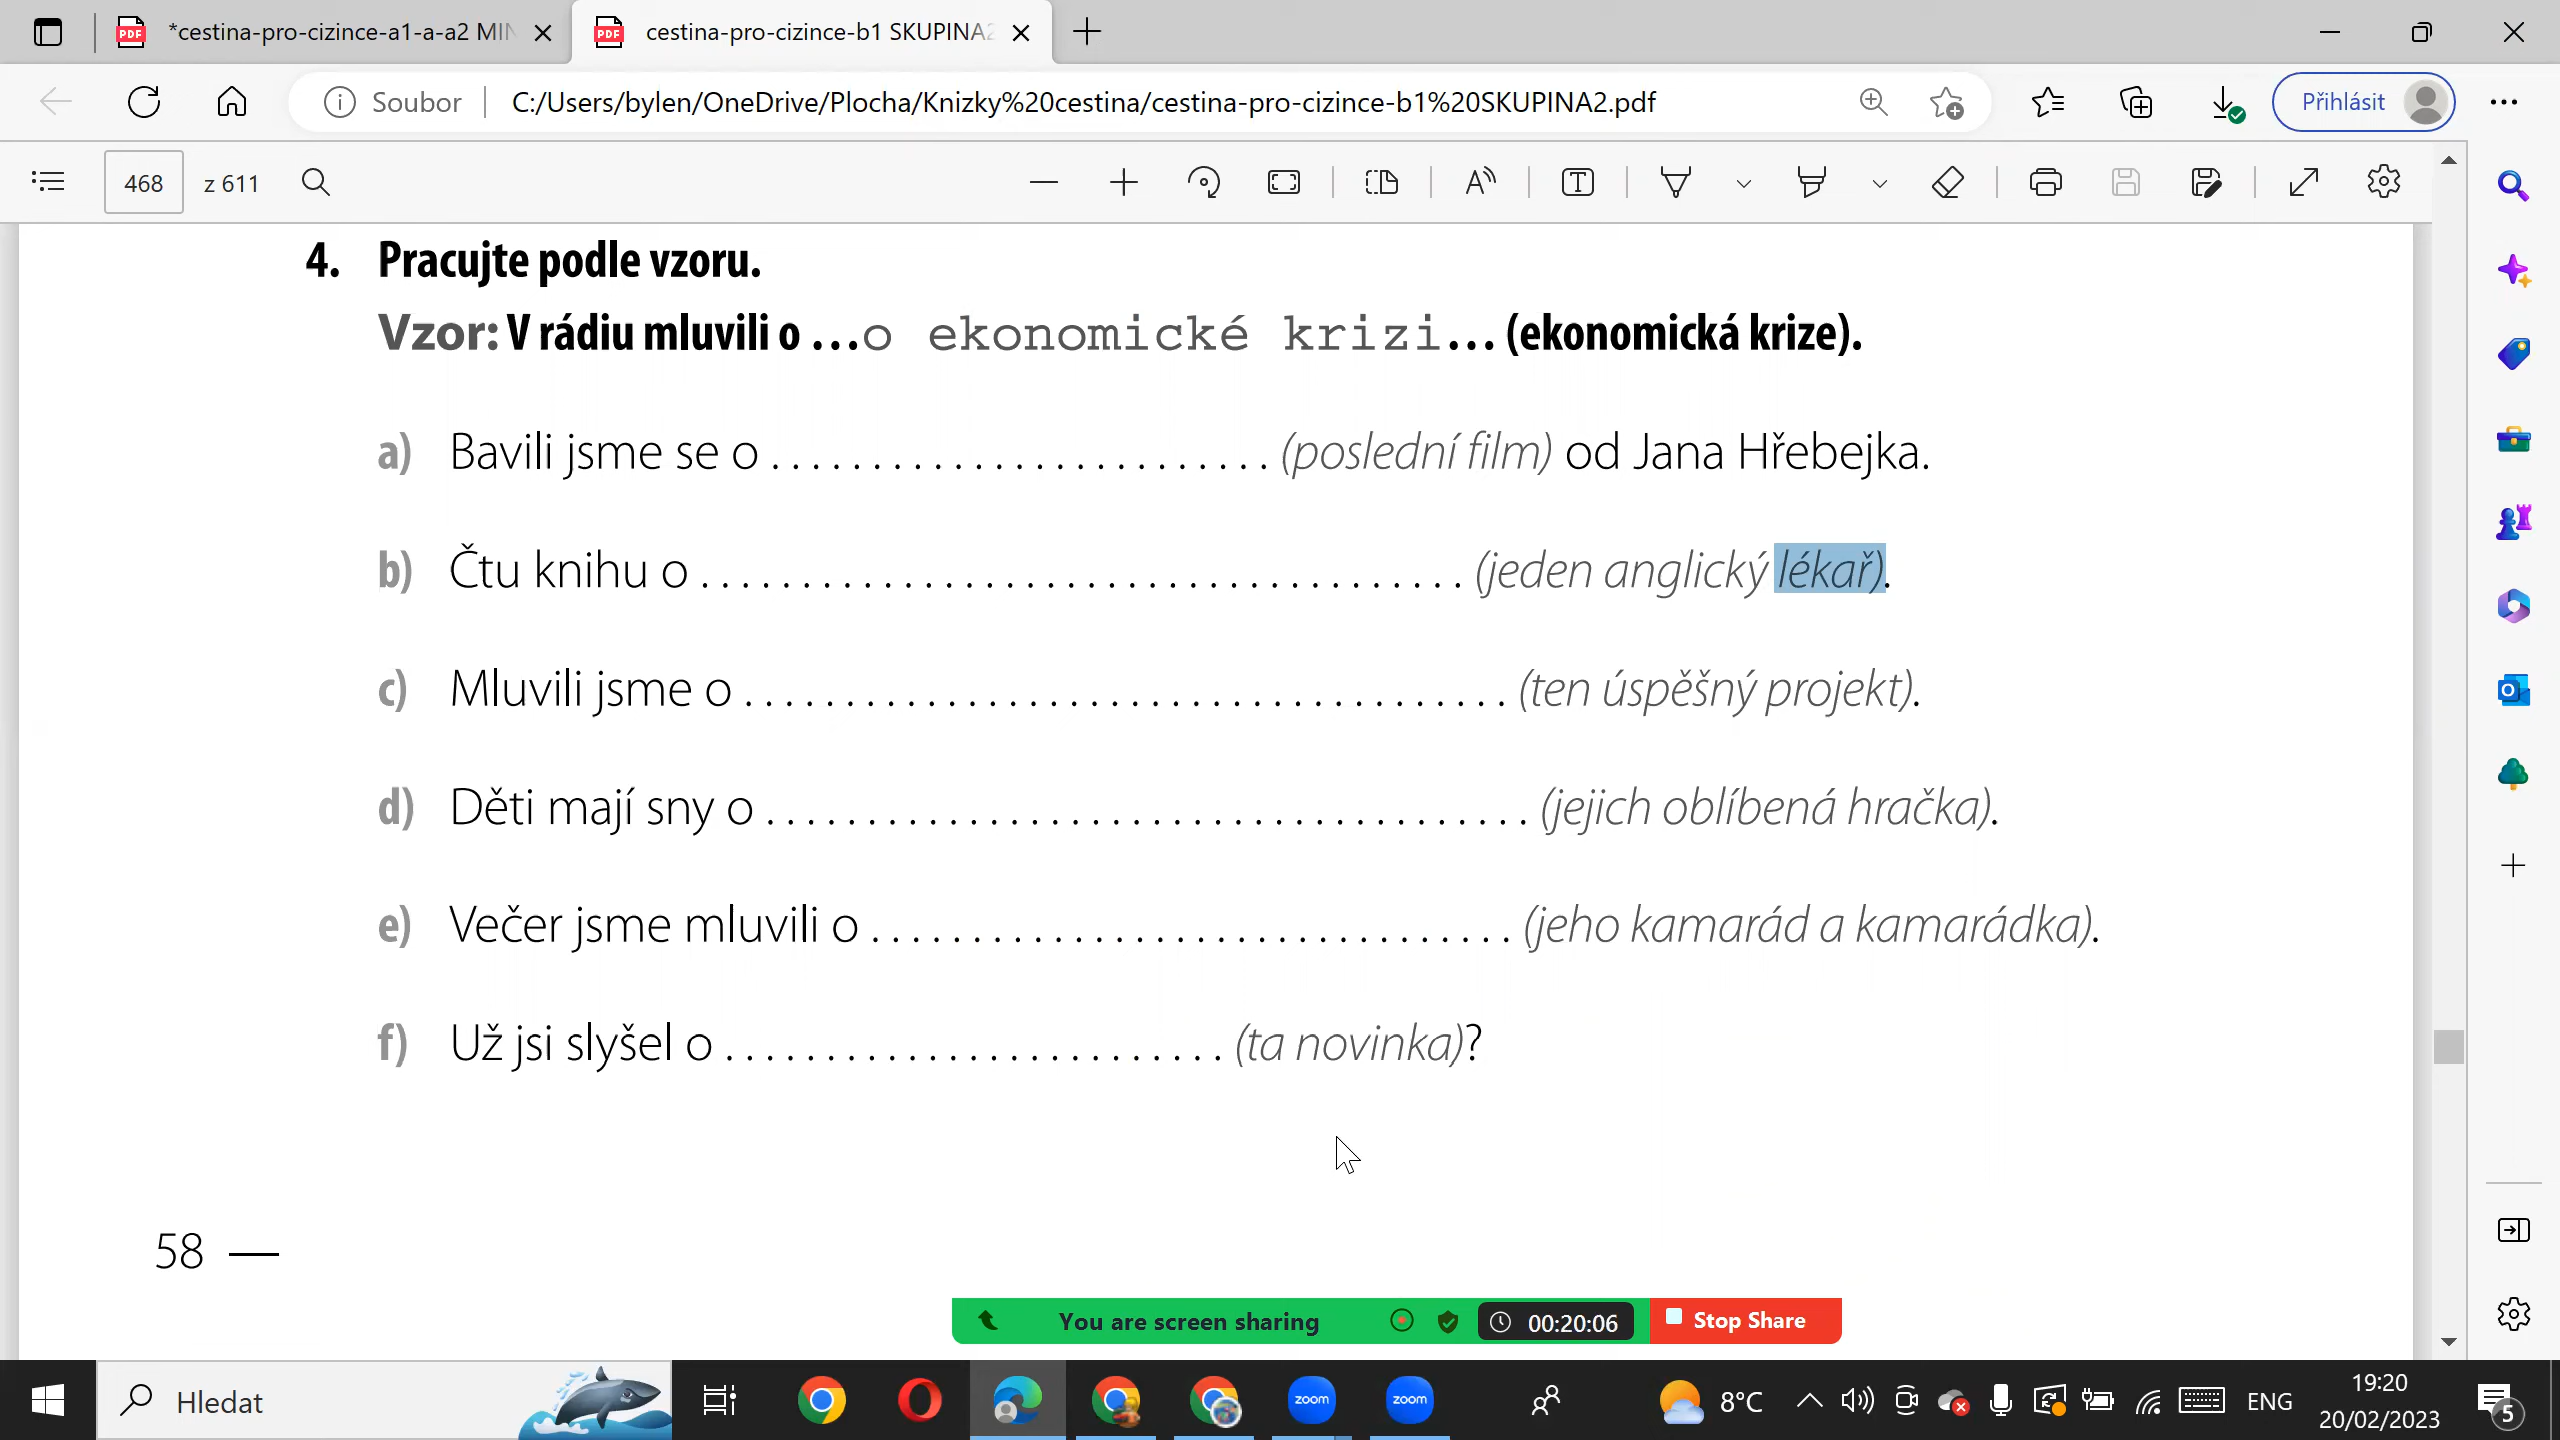 *cestina-pro-cizince-a1-a-a2 MIN
cestina-pro-cizince-b1 SKUPINA2
Soubor
C:/Users/bylen/OneDrive/Plocha/Knizky%20cestina/cestina-pro-cizince-b1%20SKUPINA2.pdf
Přihlásit
468 z 611
4. Pracujte podle vzoru.
Vzor: V rádiu mluvili o ...o ekonomické krizi... (ekonomická krize).
a) Bavili jsme se o . . . . . . . . . . . . . . . . . . . . . . . . . (poslední film) od Jana Hřebejka.
b) Čtu knihu o . . . . . . . . . . . . . . . . . . . . . . . . . . . . . . . . . . . . . . (jeden anglický lékař).
c) Mluvili jsme o . . . . . . . . . . . . . . . . . . . . . . . . . . . . . . . . . . . . . . (ten úspěšný projekt).
d) Děti mají sny o . . . . . . . . . . . . . . . . . . . . . . . . . . . . . . . . . . . . . . (jejich oblíbená hračka).
e) Večer jsme mluvili o . . . . . . . . . . . . . . . . . . . . . . . . . . . . . . . . (jeho kamarád a kamarádka).
f) Už jsi slyšel o . . . . . . . . . . . . . . . . . . . . . . . . . (ta novinka)?
58 —
You are screen sharing
00:20:06
Stop Share
Hledat
zoom
zoom
8°C
ENG
19:20
20/02/2023
5